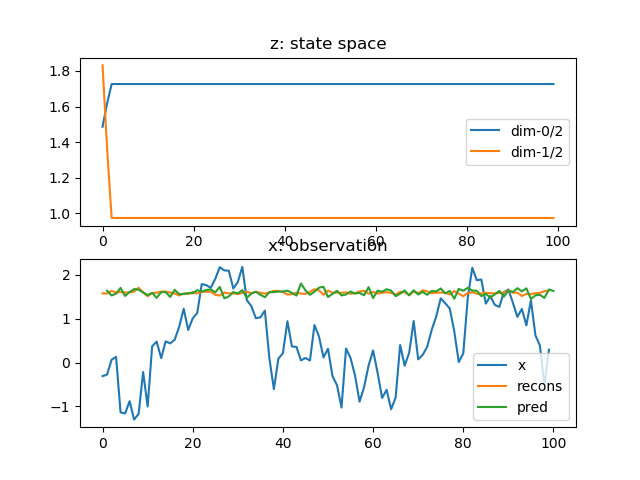 z: state space
1.8
1.6
1.4
1.2
1.0
dim-0/2
dim-1/2
0 20 40 60 80 100
x: observation
2
1
0
−1
x
recons
pred
0 20 40 60 80 100